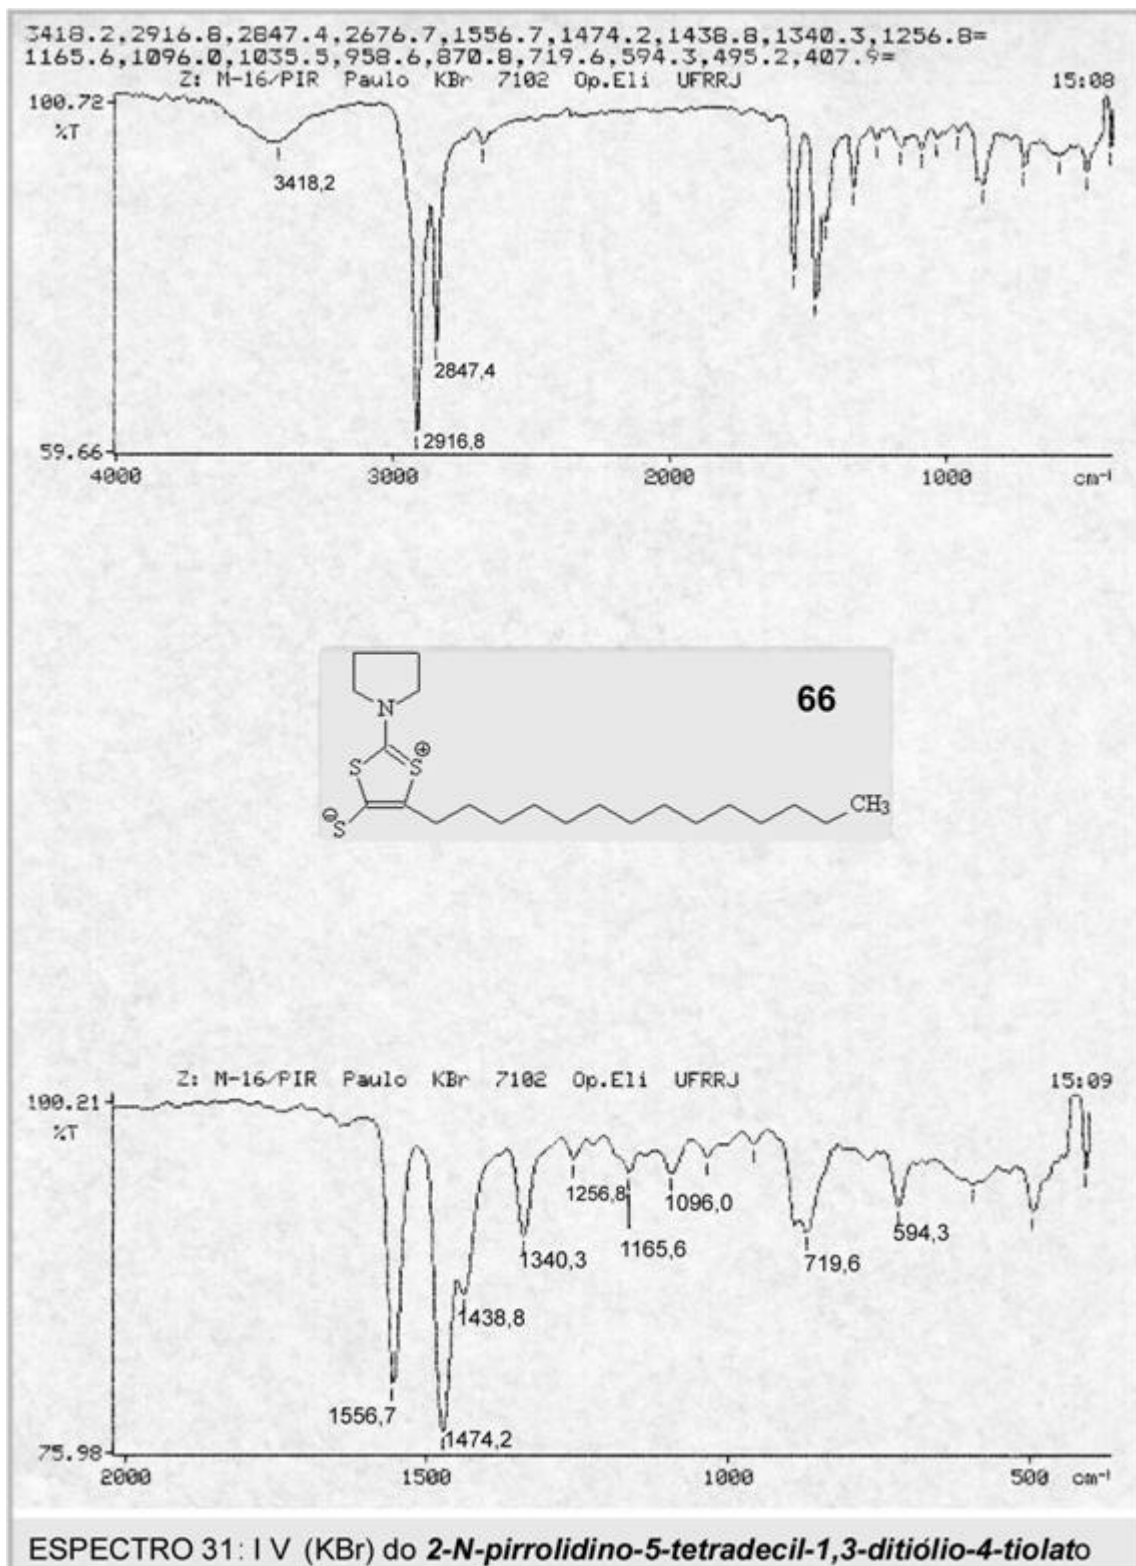 3418.2,2916.8,2847.4,2676.7,1556.7,1474.2,1438.8,1340.3,1256.8=
1165.6,1096.0,1035.5,958.6,870.8,719.6,594.3,495.2,407.9=
Z: M-16/PIR Paulo KBr 7102 Op.Eli UFRRJ 15:08
100.72
%T
3418,2
2847,4
2916,8
59.66
4000 3000 2000 1000 cm-1
66
N
S S ⊕
⊖ S CH3
Z: M-16/PIR Paulo KBr 7102 Op.Eli UFRRJ 15:09
100.21
%T
1256,8 1096,0 594,3
1340,3 1165,6 719,6
1438,8
1556,7
1474,2
75.98
2000 1500 1000 500 cm-1
ESPECTRO 31: I V (KBr) do 2-N-pirrolidino-5-tetradecil-1,3-ditiólio-4-tiolato